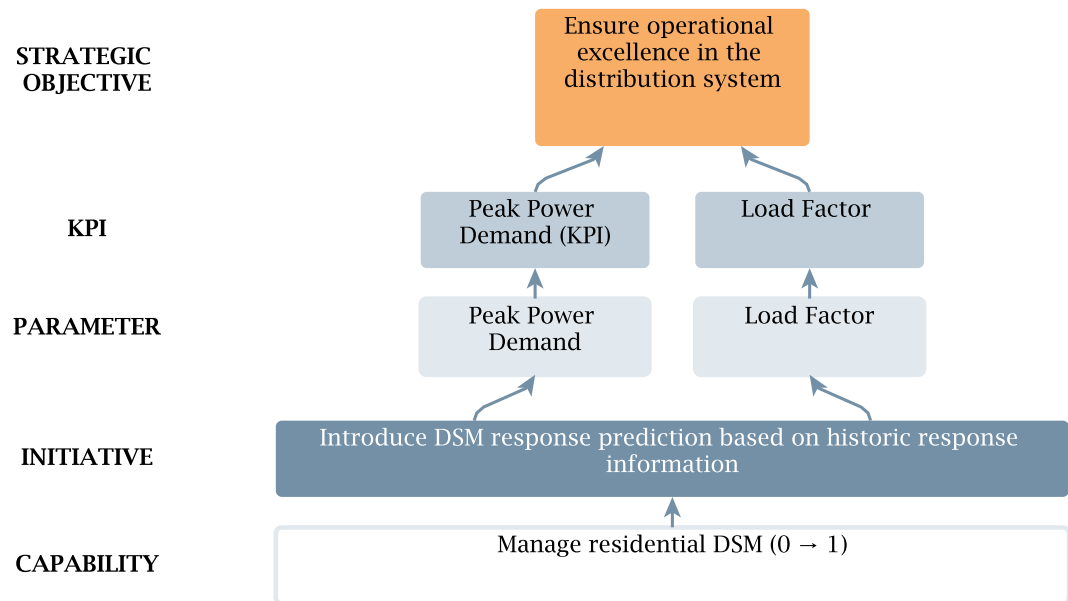 STRATEGIC
OBJECTIVE
Ensure operational
excellence in the
distribution system
KPI
Peak Power
Demand (KPI)
Load Factor
PARAMETER
Peak Power
Demand
Load Factor
INITIATIVE
Introduce DSM response prediction based on historic response
information
CAPABILITY
Manage residential DSM (0 → 1)